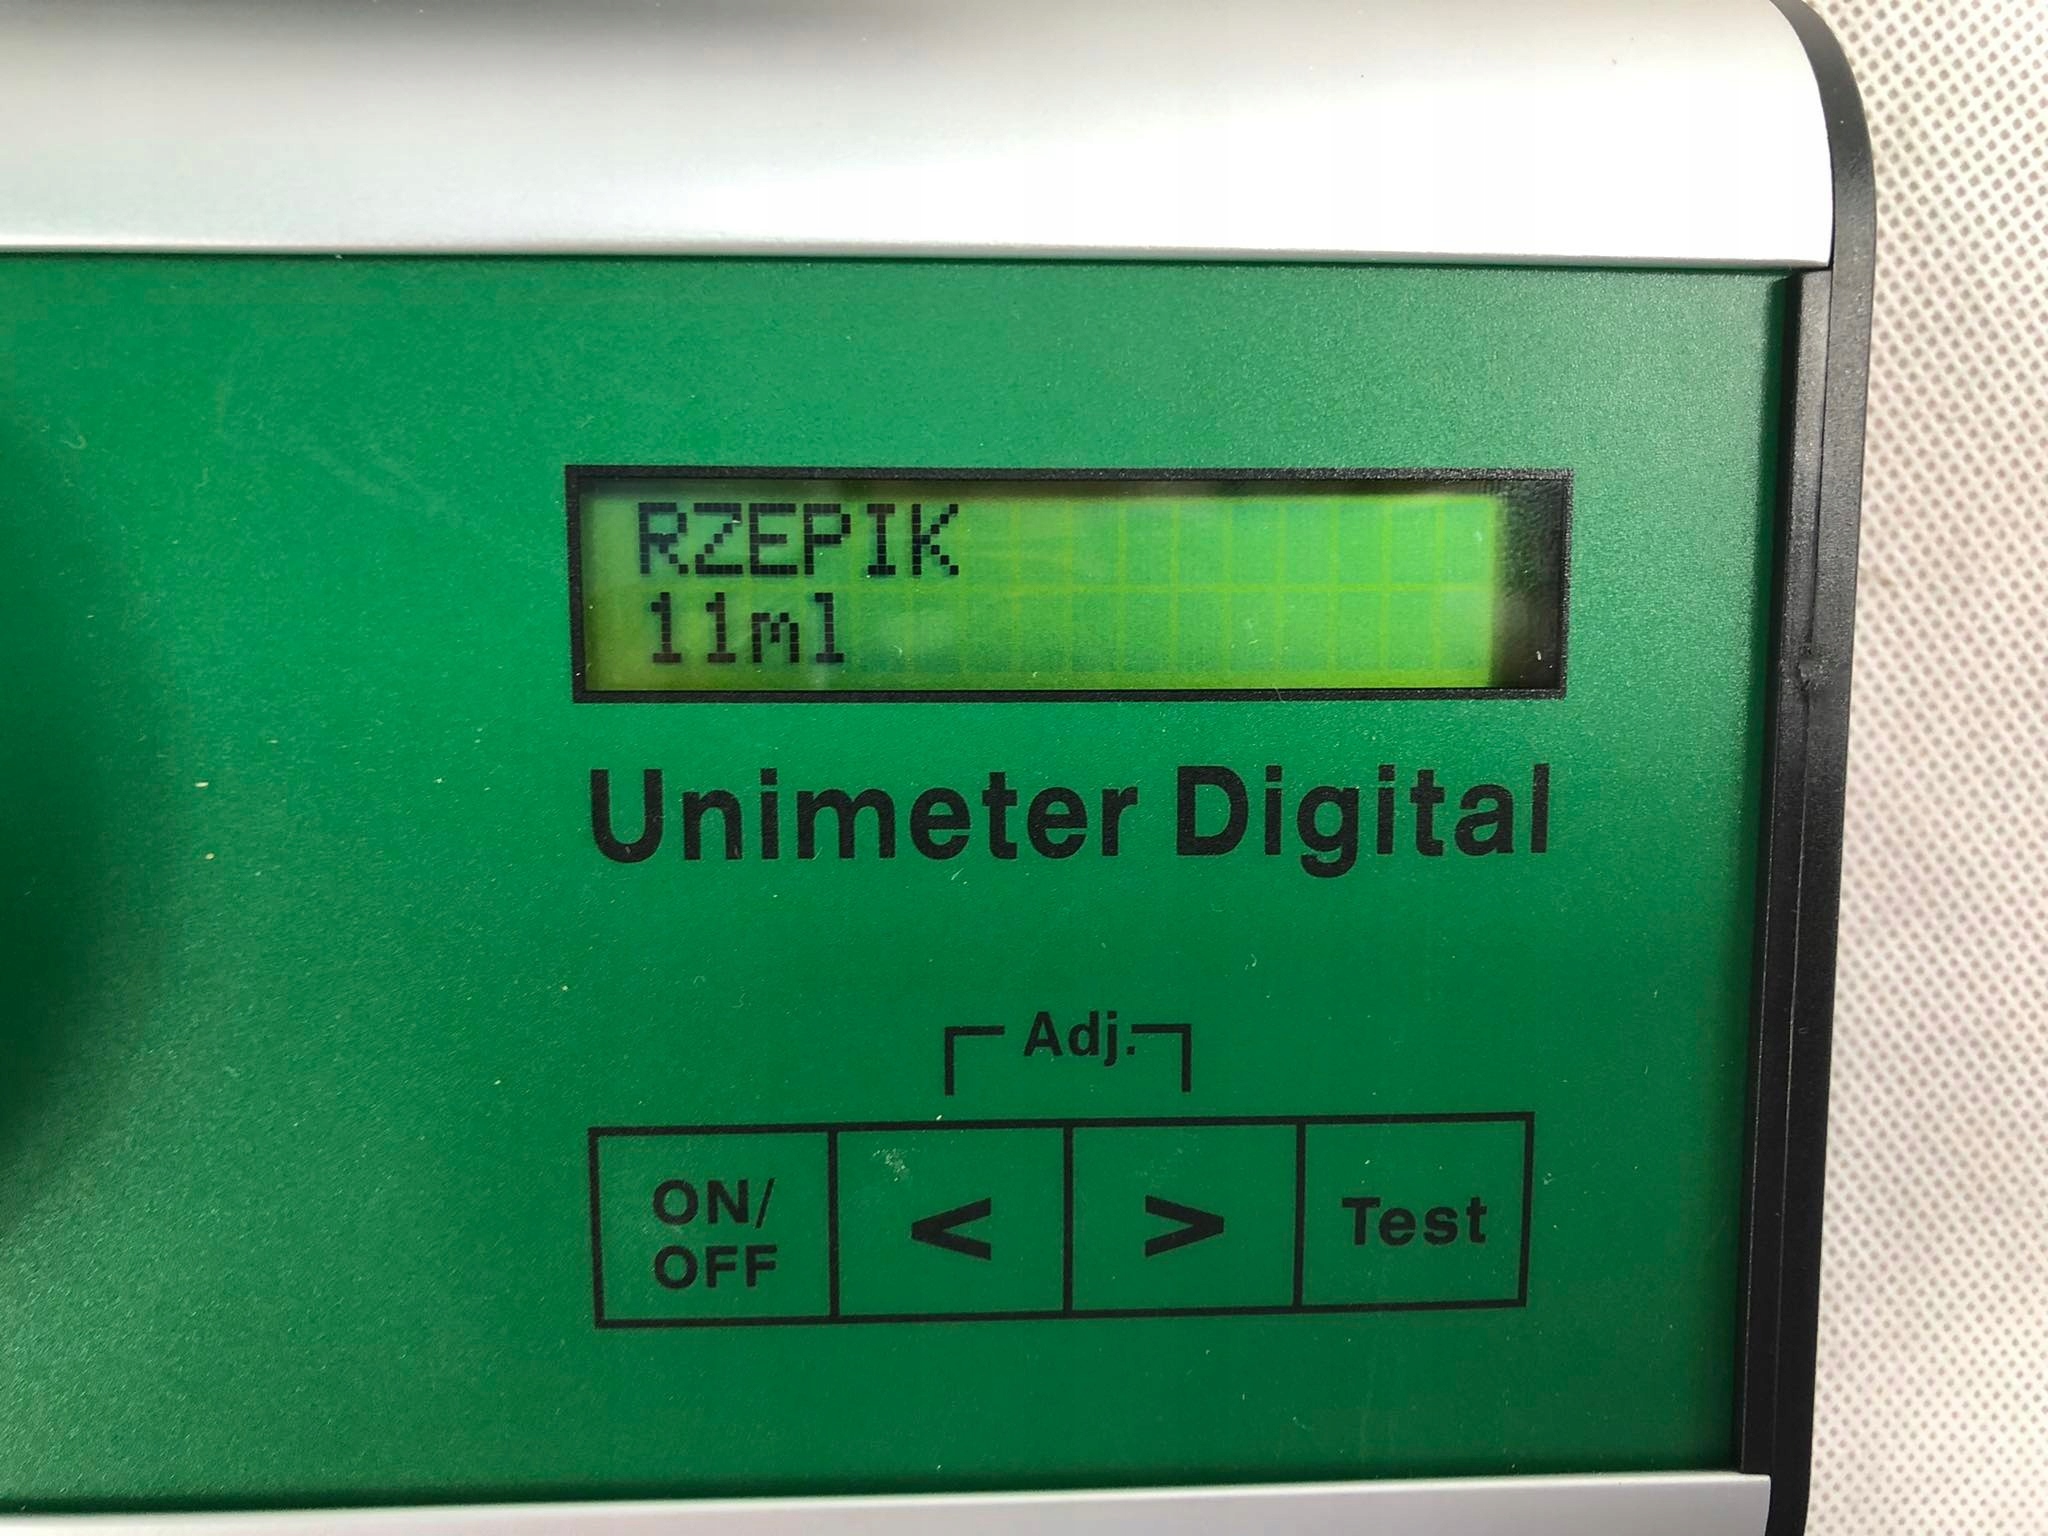 RZEPIK
11ml
Unimeter Digital
Adj.
ON/
OFF
<
>
Test